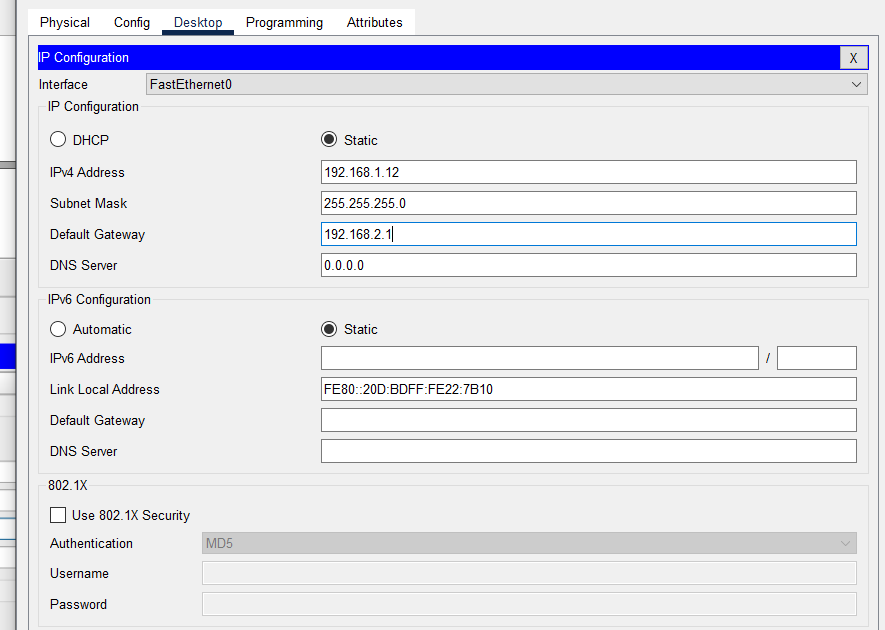 Physical Config Desktop Programming Attributes
IP Configuration X
Interface FastEthernet0
IP Configuration
DHCP Static
IPv4 Address 192.168.1.12
Subnet Mask 255.255.255.0
Default Gateway 192.168.2.1
DNS Server 0.0.0.0
IPv6 Configuration
Automatic Static
IPv6 Address /
Link Local Address FE80::20D:BDFF:FE22:7B10
Default Gateway
DNS Server
802.1X
Use 802.1X Security
Authentication MD5
Username
Password